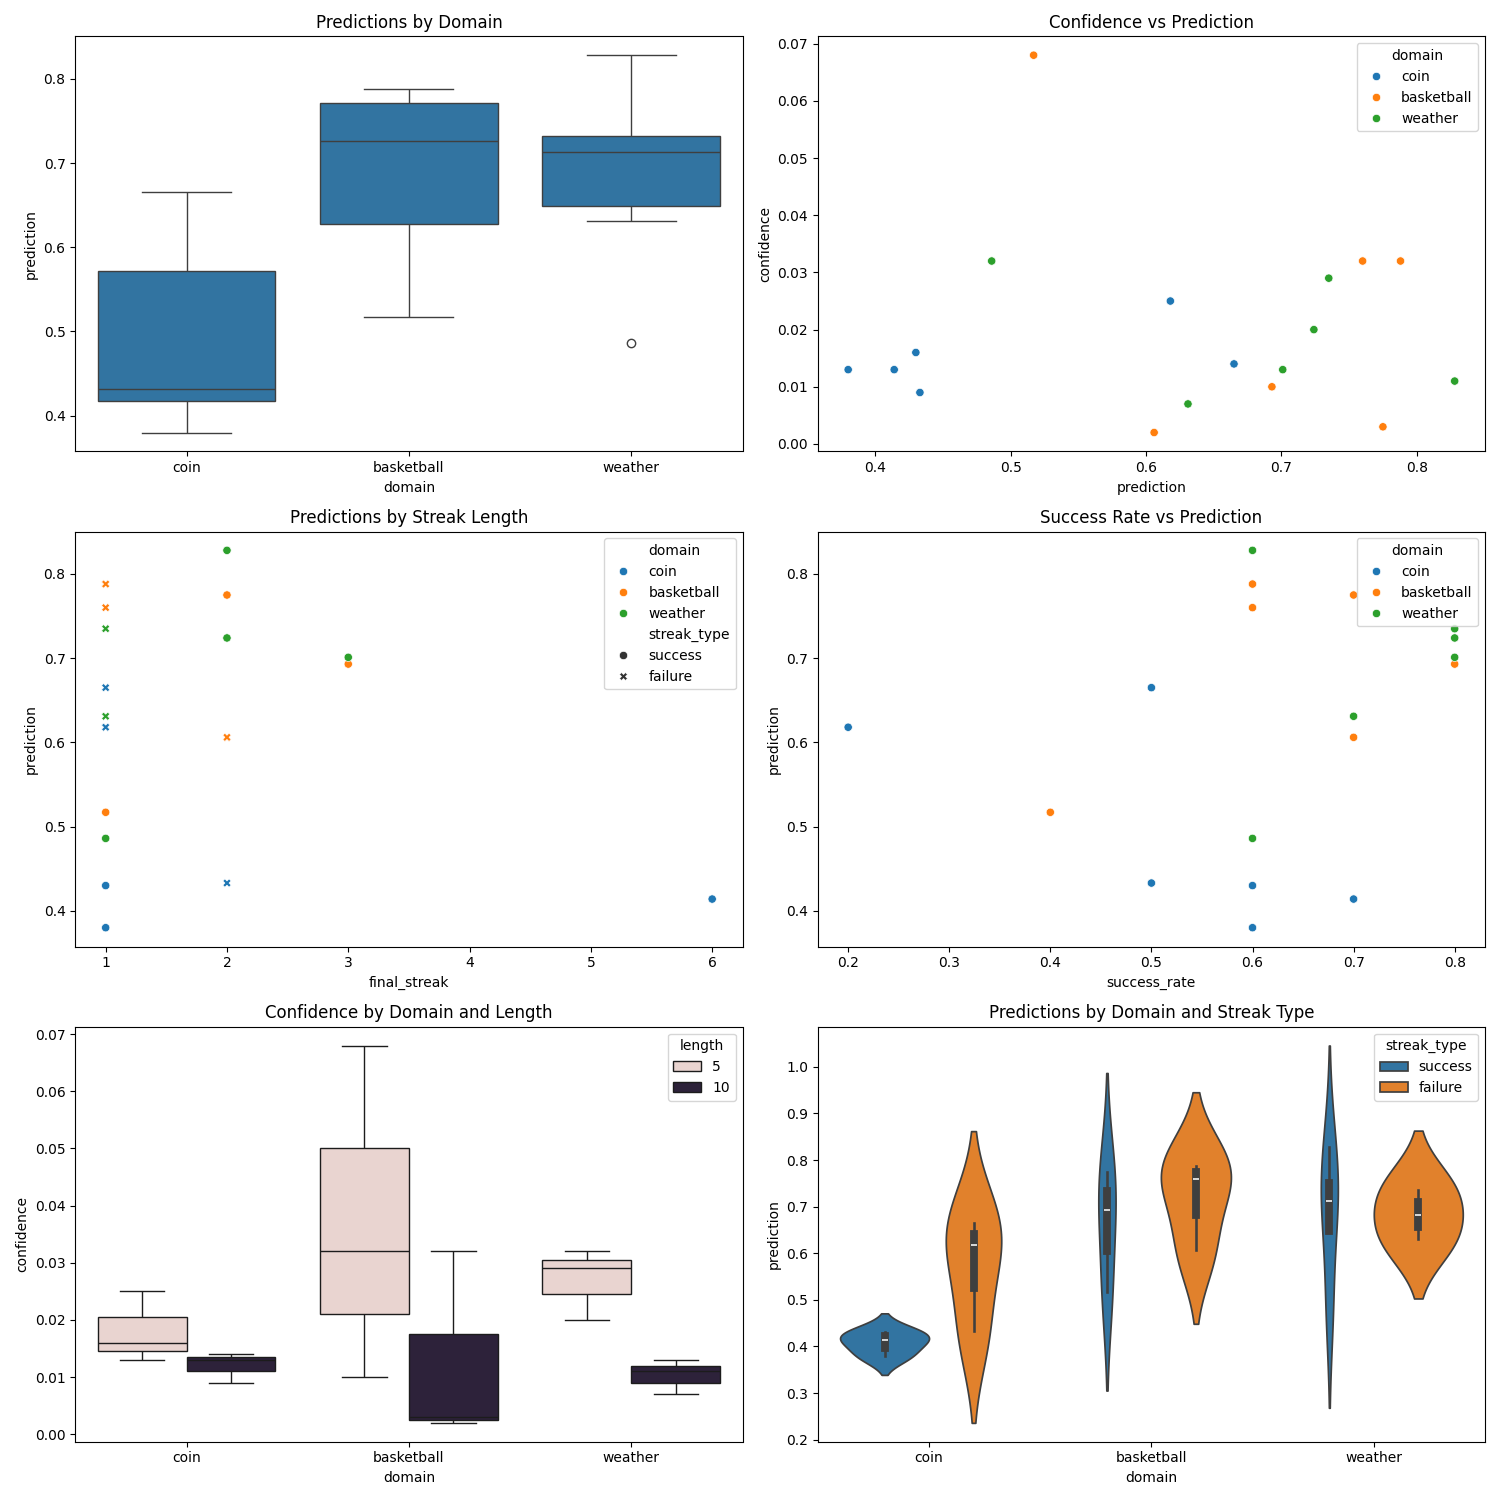 Predictions by Domain
prediction
0.8
0.7
0.6
0.5
0.4
coin basketball weather
domain
Confidence vs Prediction
confidence
0.07
0.06
0.05
0.04
0.03
0.02
0.01
0.00
domain
coin
basketball
weather
0.4 0.5 0.6 0.7 0.8
prediction
Predictions by Streak Length
prediction
0.8
0.7
0.6
0.5
0.4
domain
coin
basketball
weather
streak_type
success
failure
1 2 3 4 5 6
final_streak
Success Rate vs Prediction
prediction
0.8
0.7
0.6
0.5
0.4
domain
coin
basketball
weather
0.2 0.3 0.4 0.5 0.6 0.7 0.8
success_rate
Confidence by Domain and Length
confidence
0.07
0.06
0.05
0.04
0.03
0.02
0.01
0.00
length
5
10
coin basketball weather
domain
Predictions by Domain and Streak Type
prediction
1.0
0.9
0.8
0.7
0.6
0.5
0.4
0.3
0.2
streak_type
success
failure
coin basketball weather
domain